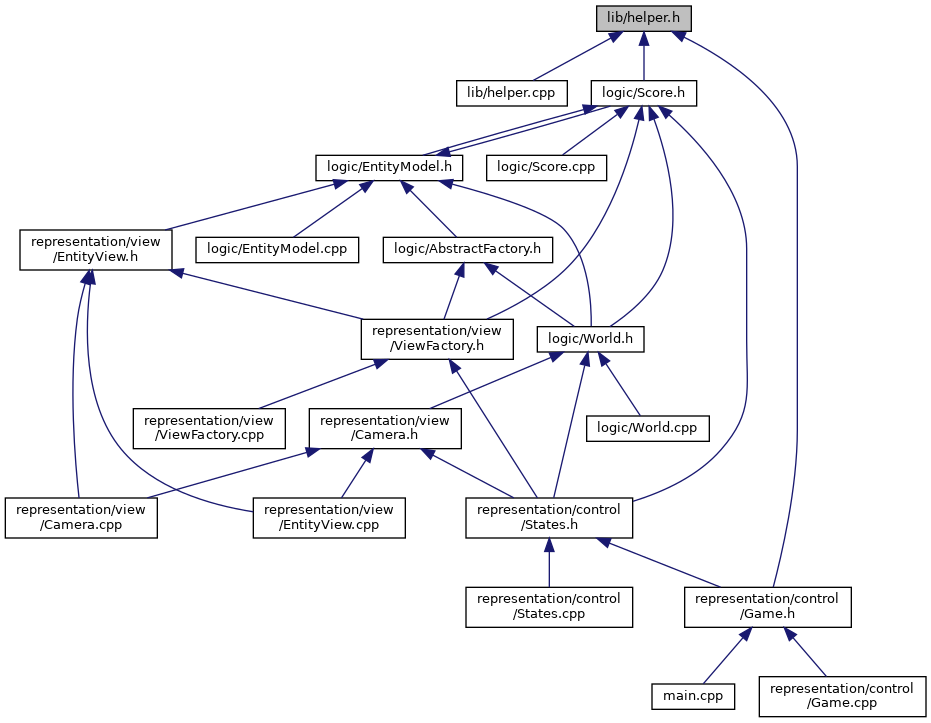 lib/helper.h
lib/helper.cpp
logic/Score.h
logic/EntityModel.h
logic/Score.cpp
representation/view
/EntityView.h
logic/EntityModel.cpp
logic/AbstractFactory.h
representation/view
/ViewFactory.h
logic/World.h
representation/view
/ViewFactory.cpp
representation/view
/Camera.h
logic/World.cpp
representation/view
/Camera.cpp
representation/view
/EntityView.cpp
representation/control
/States.h
representation/control
/States.cpp
representation/control
/Game.h
main.cpp
representation/control
/Game.cpp